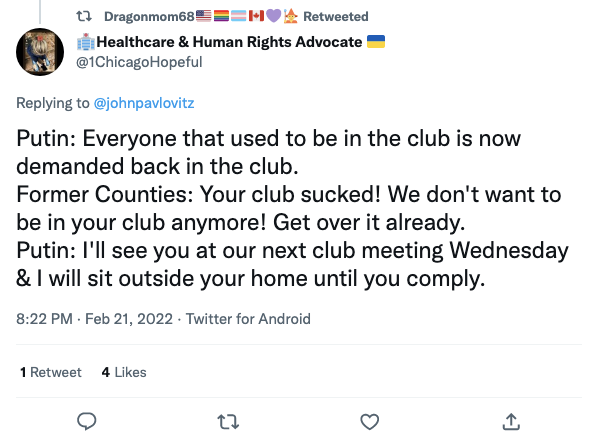 Dragonmom68🇺🇸🏳️‍🌈🏳️‍⚧️🇨🇦💜 Retweeted
🏥Healthcare & Human Rights Advocate 🇺🇦
@1ChicagoHopeful
Replying to @johnpavlovitz
Putin: Everyone that used to be in the club is now
demanded back in the club.
Former Counties: Your club sucked! We don't want to
be in your club anymore! Get over it already.
Putin: I'll see you at our next club meeting Wednesday
& I will sit outside your home until you comply.
8:22 PM · Feb 21, 2022 · Twitter for Android
1 Retweet 4 Likes